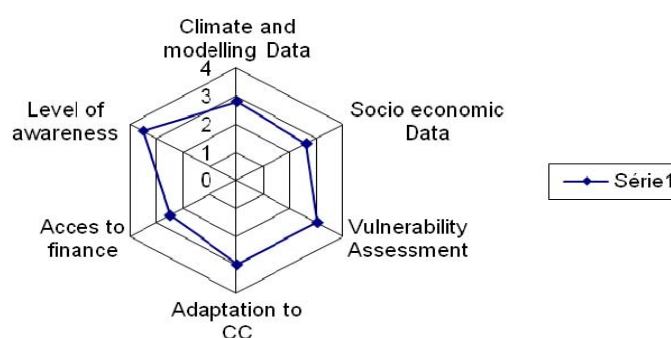 Climate and
modelling Data
4
3
2
1
0
Socio economic
Data
Vulnerability
Assessment
Adaptation to
CC
Acces to
finance
Level of
awareness
Série1